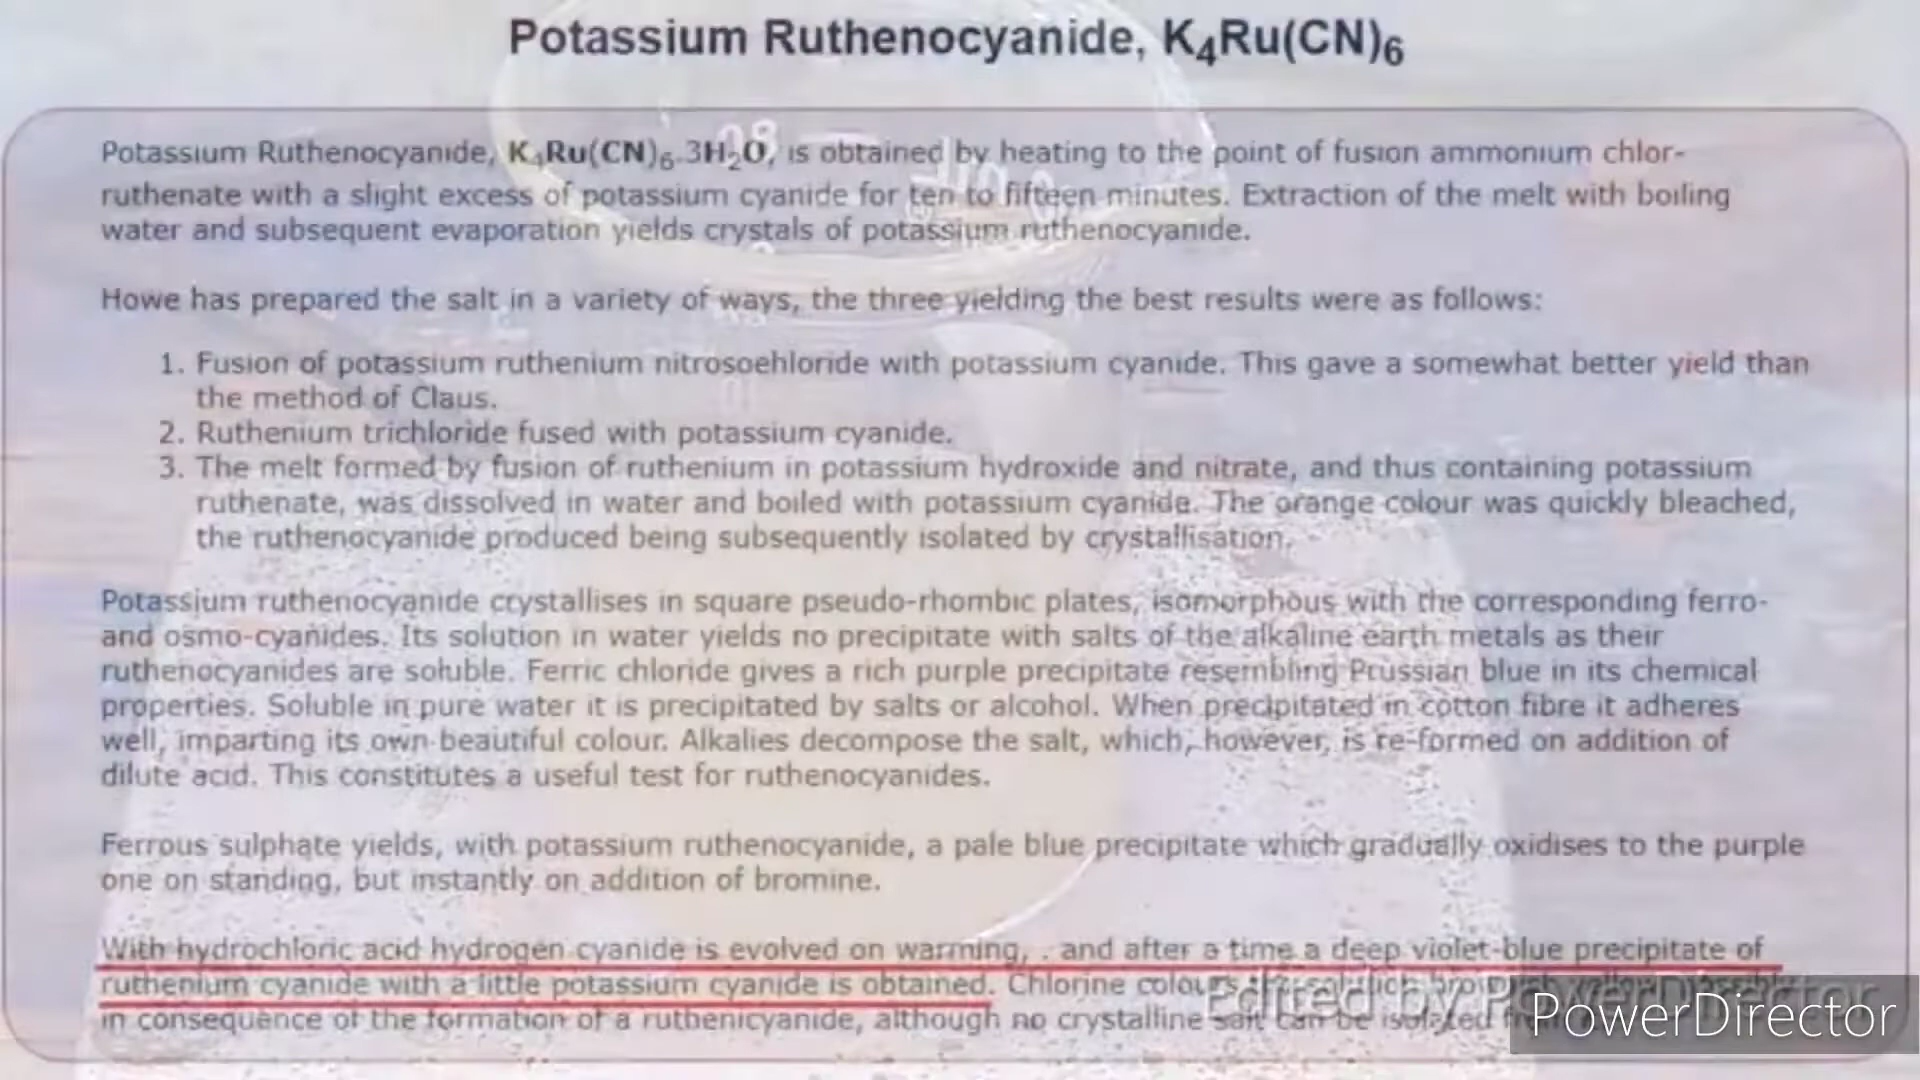 Potassium Ruthenocyanide, K4Ru(CN)6
Potassium Ruthenocyanide, K4Ru(CN)6.3H2O, is obtained by heating to the point of fusion ammonium chlor-
ruthenate with a slight excess of potassium cyanide for ten to fifteen minutes. Extraction of the melt with boiling
water and subsequent evaporation yields crystals of potassium ruthenocyanide.
Howe has prepared the salt in a variety of ways, the three yielding the best results were as follows:
1. Fusion of potassium ruthenium nitrosoehloride with potassium cyanide. This gave a somewhat better yield than
the method of Claus.
2. Ruthenium trichloride fused with potassium cyanide.
3. The melt formed by fusion of ruthenium in potassium hydroxide and nitrate, and thus containing potassium
ruthenate, was dissolved in water and boiled with potassium cyanide. The orange colour was quickly bleached,
the ruthenocyanide produced being subsequently isolated by crystallisation.
Potassium ruthenocyanide crystallises in square pseudo-rhombic plates, isomorphous with the corresponding ferro-
and osmo-cyanides. Its solution in water yields no precipitate with salts of the alkaline earth metals as their
ruthenocyanides are soluble. Ferric chloride gives a rich purple precipitate resembling Prussian blue in its chemical
properties. Soluble in pure water it is precipitated by salts or alcohol. When precipitated in cotton fibre it adheres
well, imparting its own beautiful colour. Alkalies decompose the salt, which, however, is re-formed on addition of
dilute acid. This constitutes a useful test for ruthenocyanides.
Ferrous sulphate yields, with potassium ruthenocyanide, a pale blue precipitate which gradually oxidises to the purple
one on standing, but instantly on addition of bromine.
With hydrochloric acid hydrogen cyanide is evolved on warming, . and after a time a deep violet-blue precipitate of
ruthenium cyanide with a little potassium cyanide is obtained. Chlorine colours the solution
in consequence of the formation of a ruthenicyanide, although no crystalline salt can be isolated
Edited by
PowerDirector